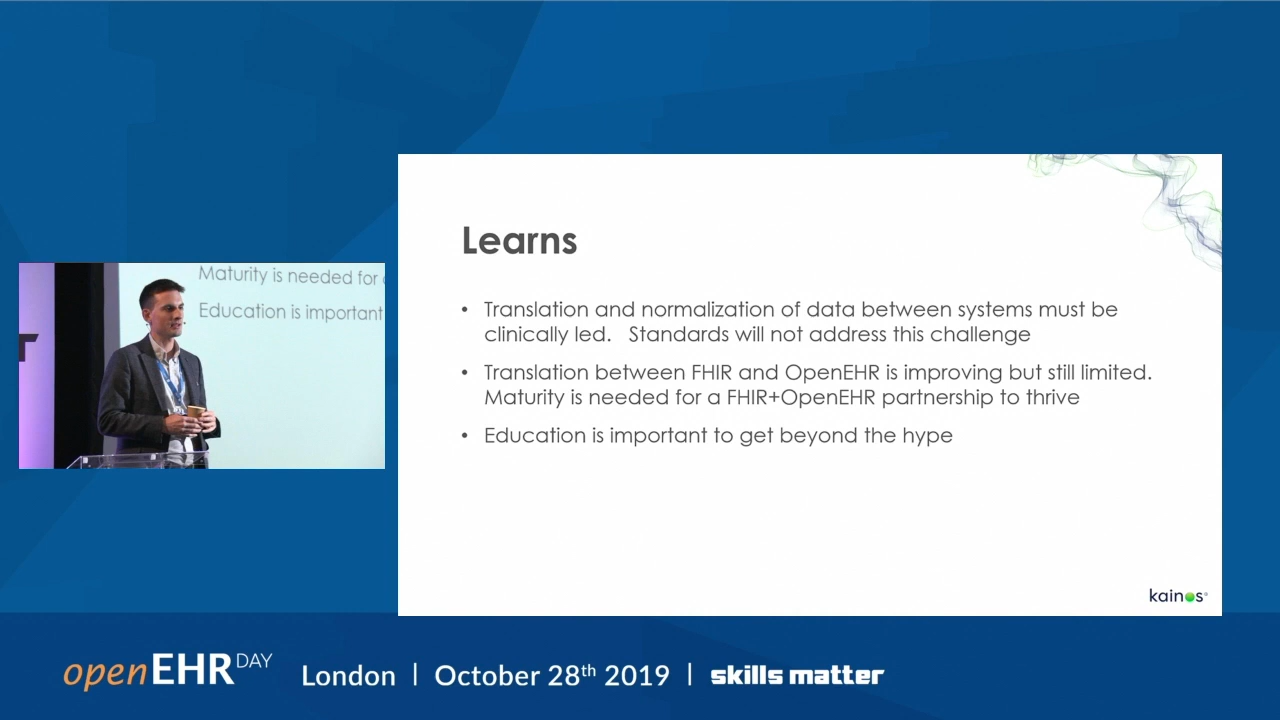 Learns
• Translation and normalization of data between systems must be
clinically led. Standards will not address this challenge
• Translation between FHIR and OpenEHR is improving but still limited.
Maturity is needed for a FHIR+OpenEHR partnership to thrive
• Education is important to get beyond the hype
kainos
Maturity is needed for
Education is important
T
openEHR DAY
London | October 28th 2019 | skills matter